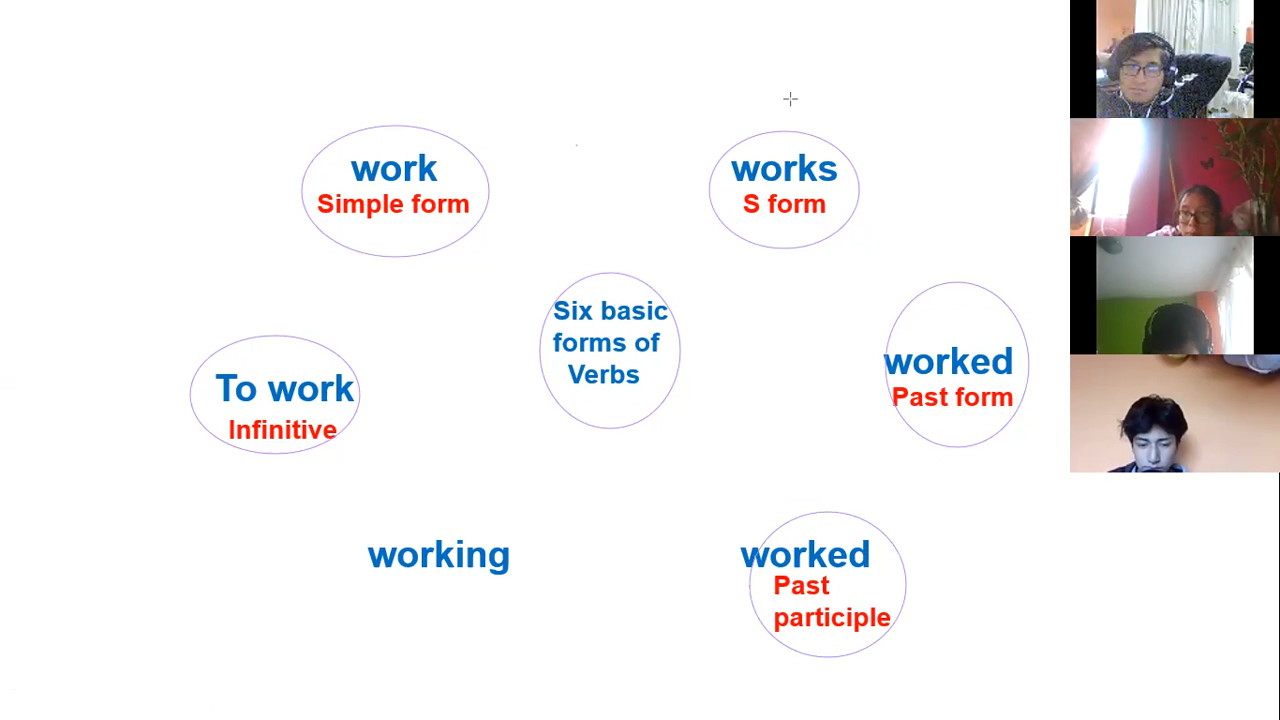 work
Simple form
works
S form
Six basic
forms of
Verbs
To work
Infinitive
worked
Past form
working
worked
Past
participle